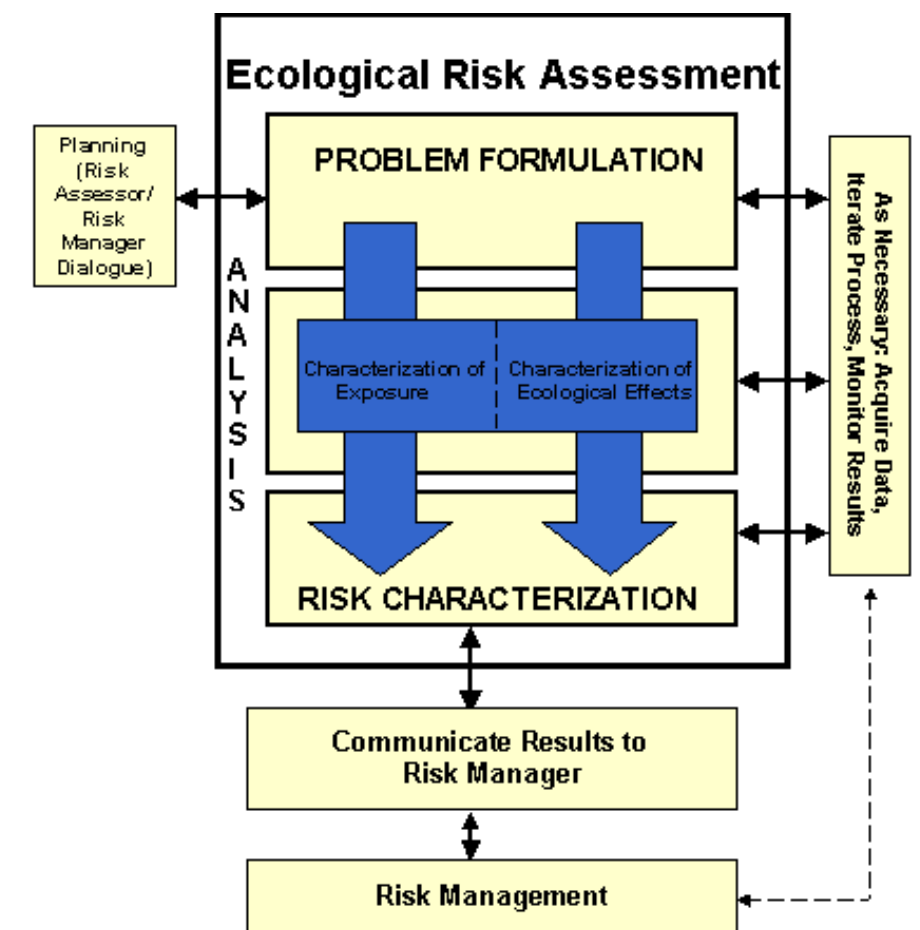 Ecological Risk Assessment
Planning
(Risk
Assessor/
Risk
Manager
Dialogue)
PROBLEM FORMULATION
ANALYSIS
Characterization of
Exposure
Characterization of
Ecological Effects
As Necessary: Acquire Data,
Iterate Process, Monitor Results
RISK CHARACTERIZATION
Communicate Results to
Risk Manager
Risk Management